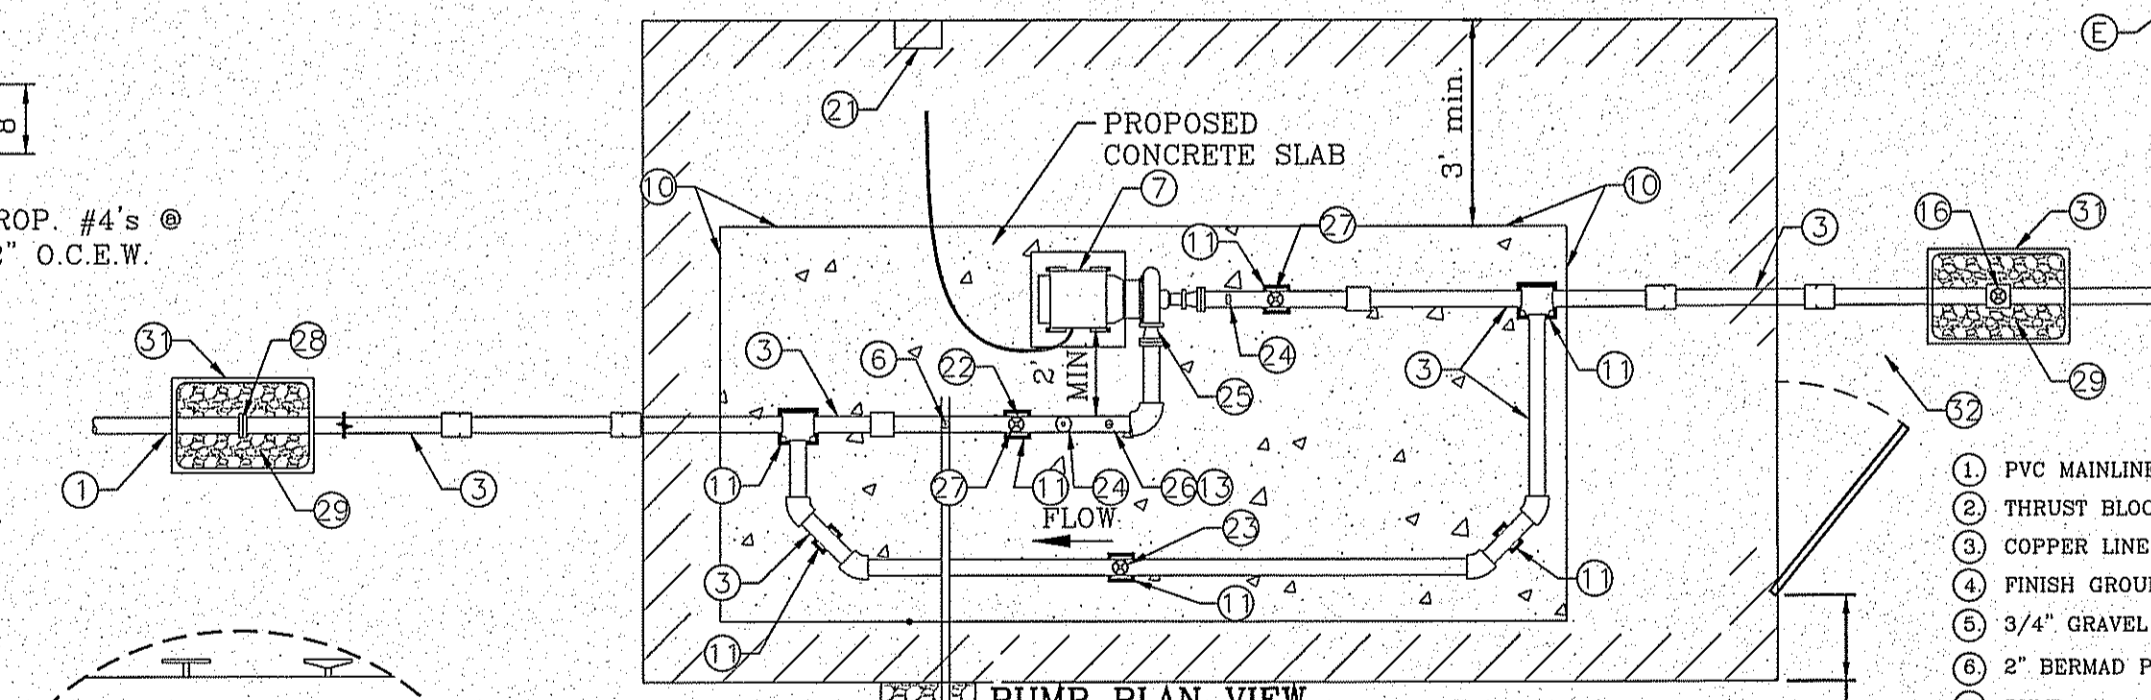 E
8
21
PROPOSED
CONCRETE SLAB
3' min.
10
7
10
#4's @
O.C.E.W.
11
27
3
16
31
31
28
3
6
22
2'
MIN
24
25
3
11
29
32
1
29
3
11
27
11
24
26
13
FLOW
23
3
11
11
11
1. PVC MAINLINE
2. THRUST
3. COPPER LINE
4. FINISH
5. 3/4" GRAVEL
6. 2" BERMAD
PUMP PLAN VIEW